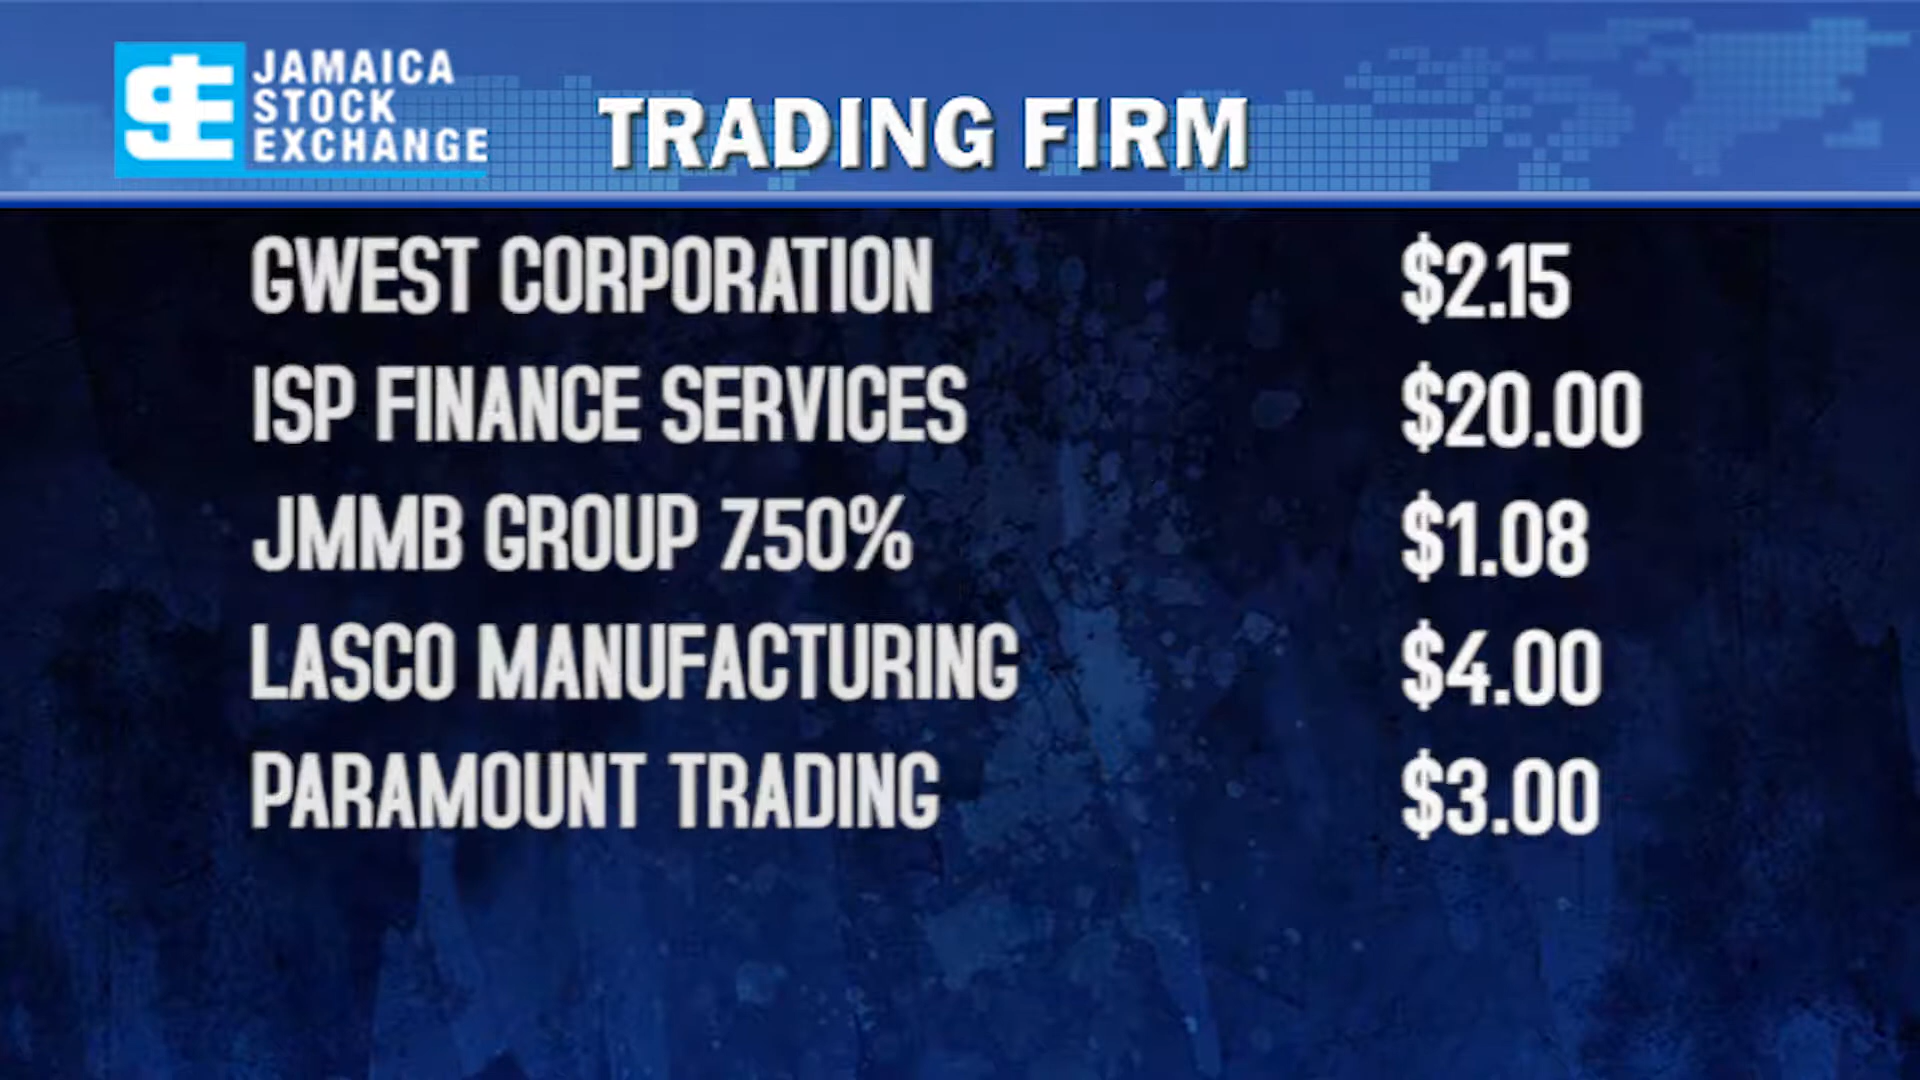 JAMAICA
STOCK
EXCHANGE
TRADING FIRM
GWEST CORPORATION $2.15
ISP FINANCE SERVICES $20.00
JMMB GROUP 7.50% $1.08
LASCO MANUFACTURING $4.00
PARAMOUNT TRADING $3.00